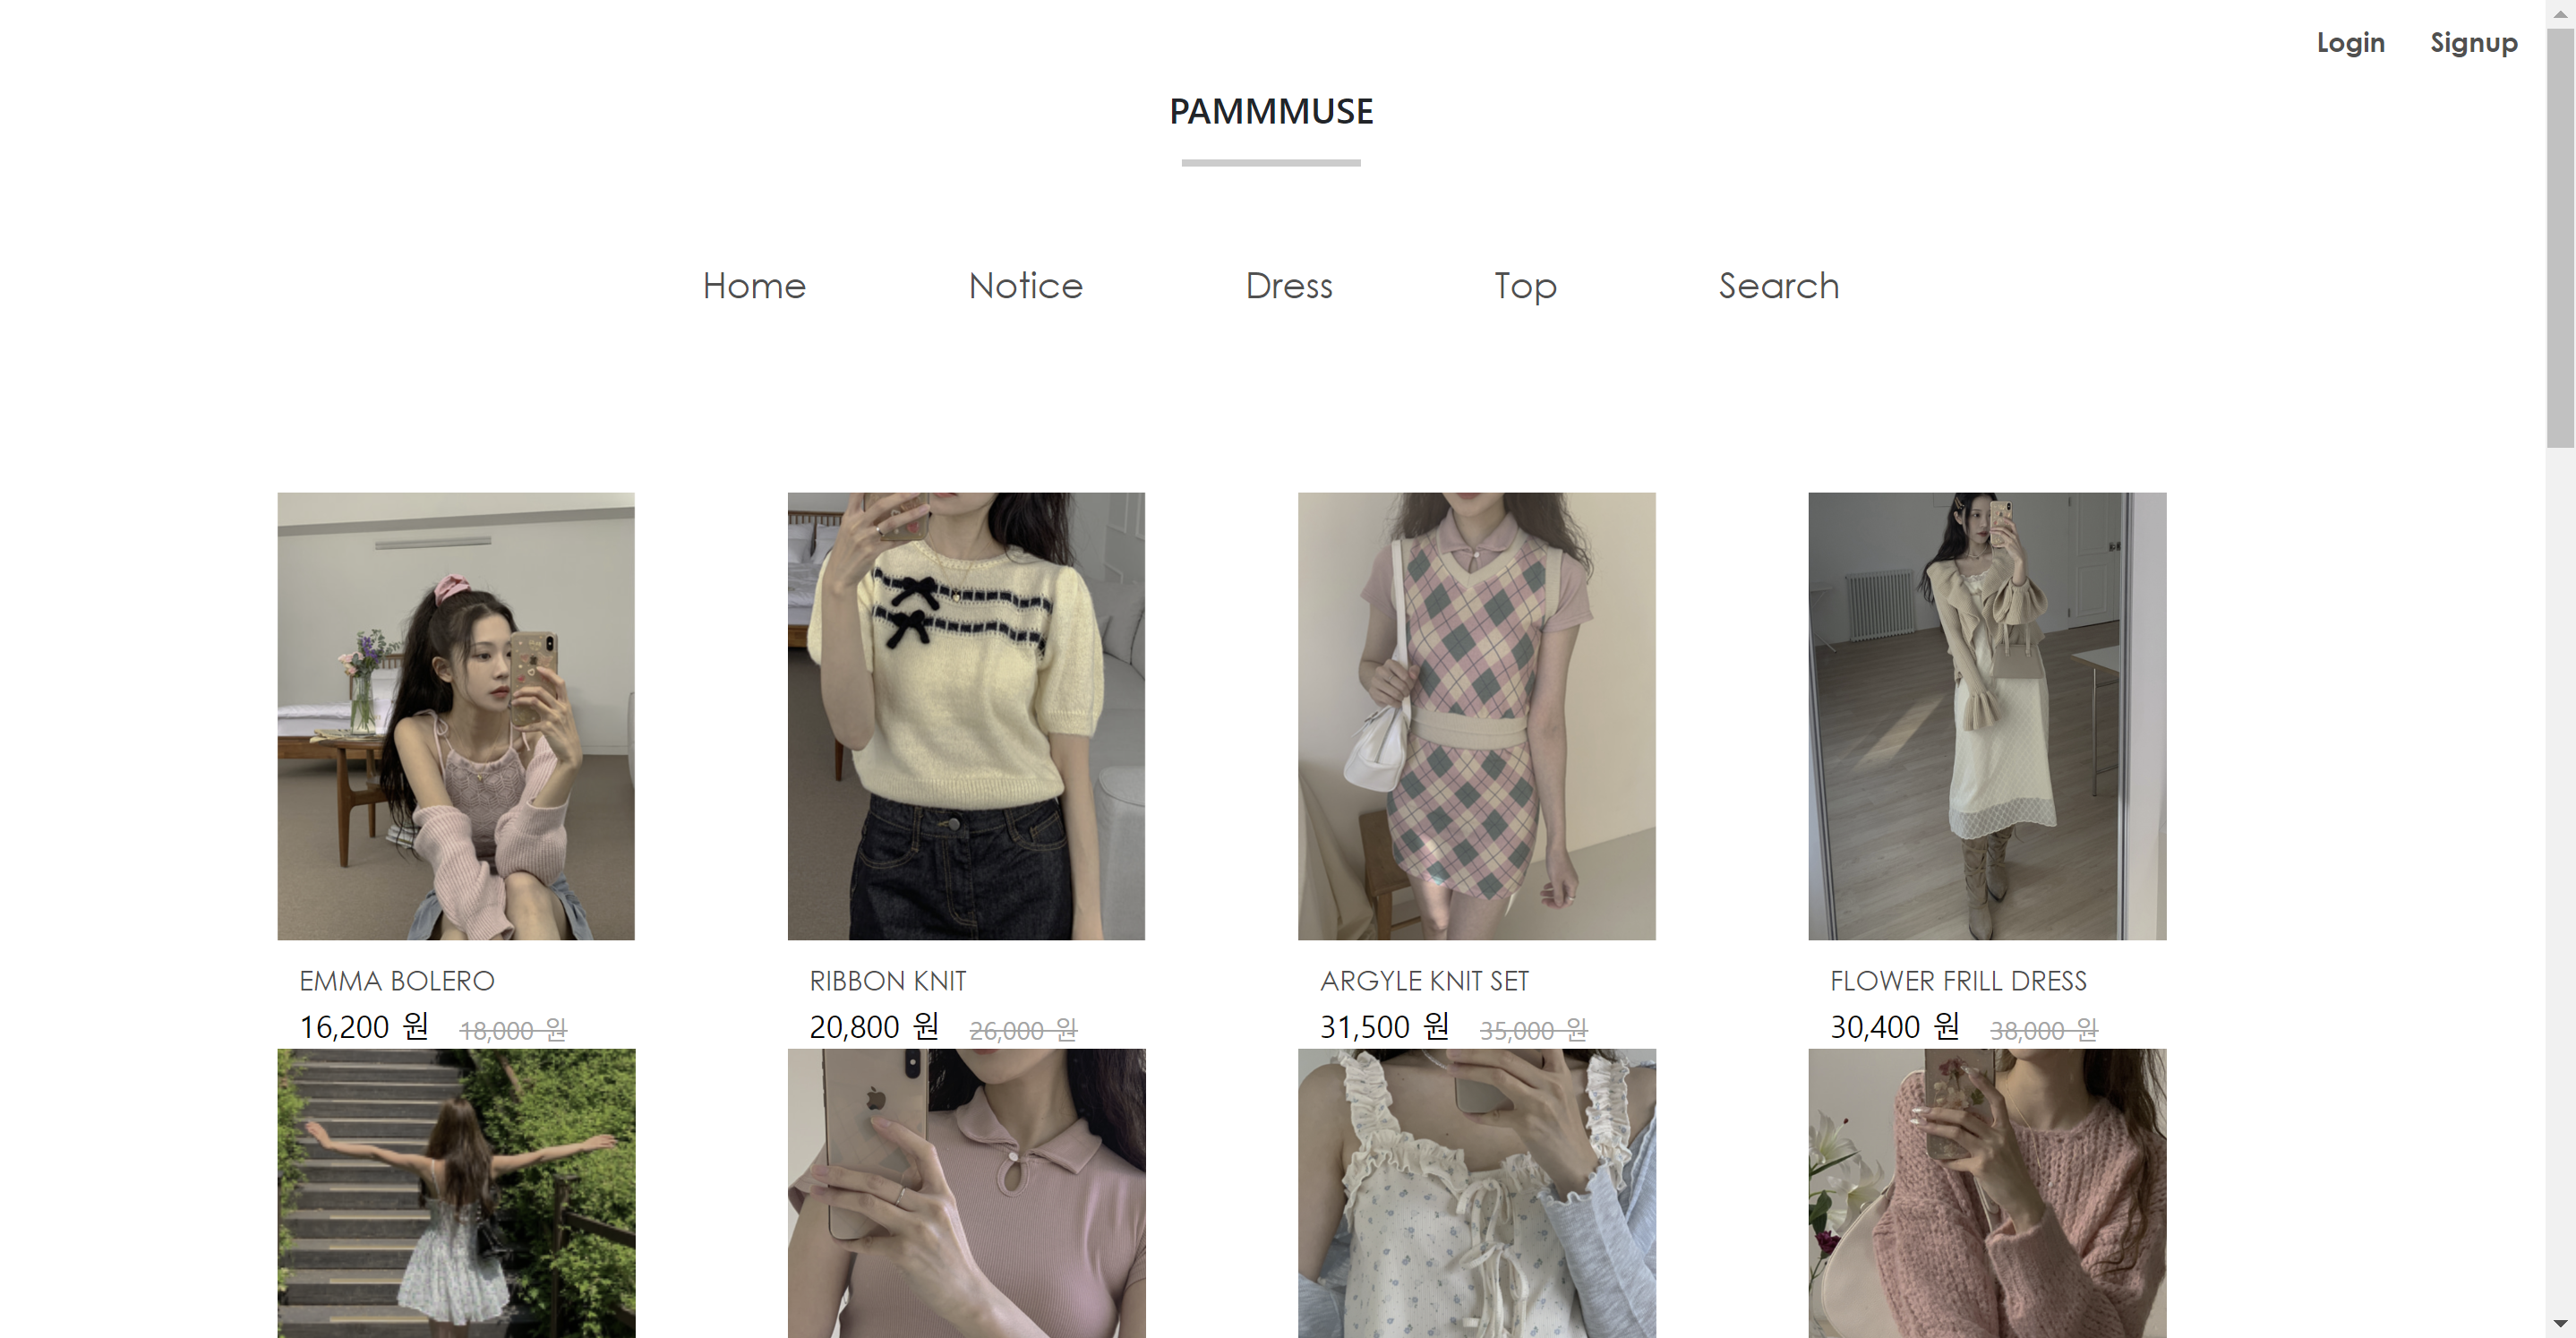 Login Signup
PAMMMUSE
Home Notice Dress Top Search
EMMA BOLERO
16,200 원 18,000 원
RIBBON KNIT
20,800 원 26,000 원
ARGYLE KNIT SET
31,500 원 35,000 원
FLOWER FRILL DRESS
30,400 원 38,000 원